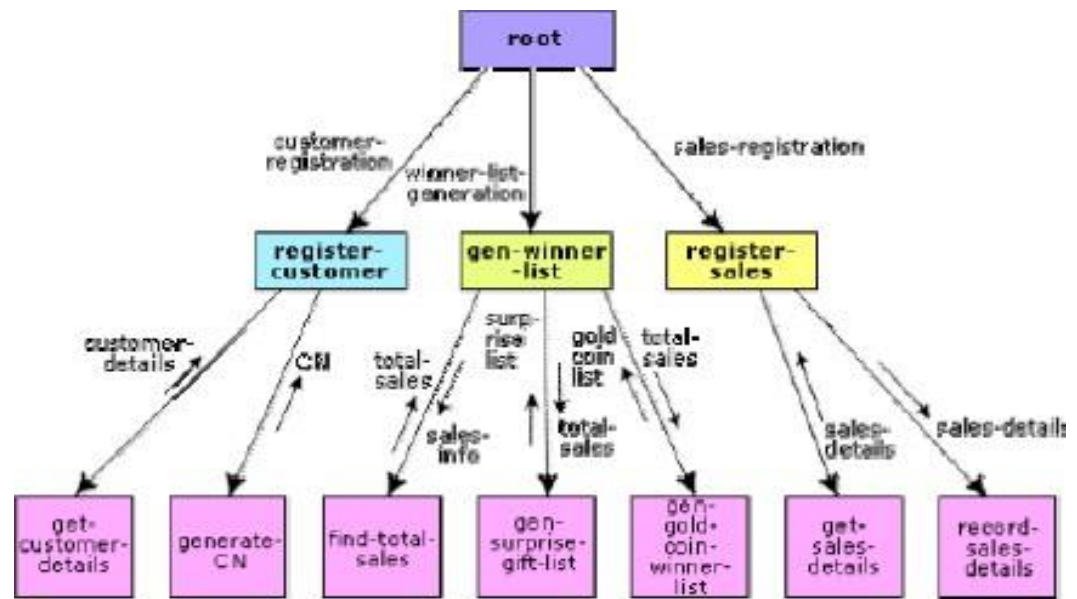 root
customer-
registration
winner-list-
generation
sales-registration
register-
customer
gen-winner
-list
register-
sales
customer-
details
CN
total-
sales
sales-
info
surp-
rise
list
total-
sales
gold
coin
list
total-
sales
sales-
details
sales-details
get-
customer-
details
generate-
CN
find-total-
sales
gen-
surprise-
gift-list
gen-
gold-
coin-
winner-
list
get-
sales-
details
record-
sales-
details